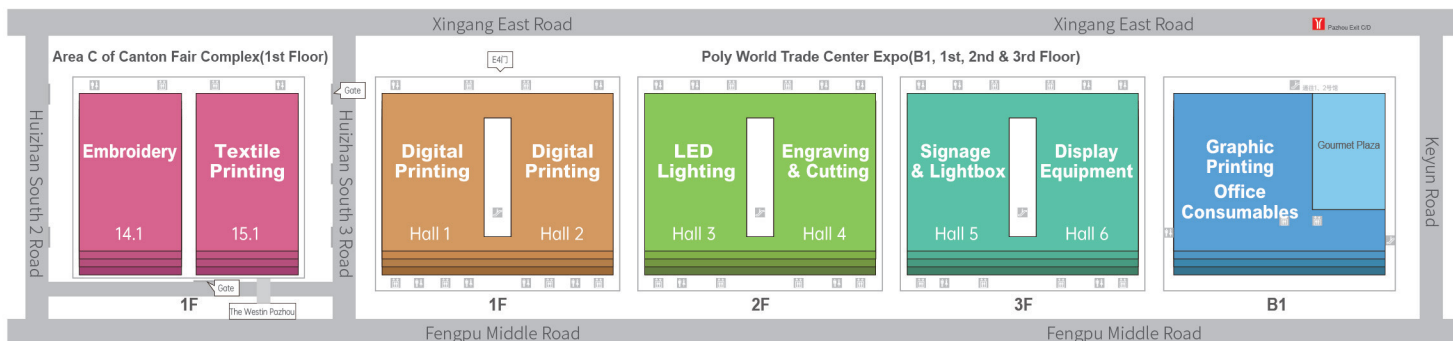 Xingang East Road
Xingang East Road
Pazhou Exit C/D
Area C of Canton Fair Complex(1st Floor)
Poly World Trade Center Expo(B1, 1st, 2nd & 3rd Floor)
E4门
Gate
Huizhan South 2 Road
Huizhan South 3 Road
Keyun Road
Embroidery
14.1
Textile
Printing
15.1
Digital
Printing
Hall 1
Digital
Printing
Hall 2
LED
Lighting
Hall 3
Engraving
& Cutting
Hall 4
Signage
& Lightbox
Hall 5
Display
Equipment
Hall 6
Graphic
Printing
Office
Consumables
Gourmet Plaza
Gate
The Westin Pazhou
1F
1F
2F
3F
B1
Fengpu Middle Road
Fengpu Middle Road